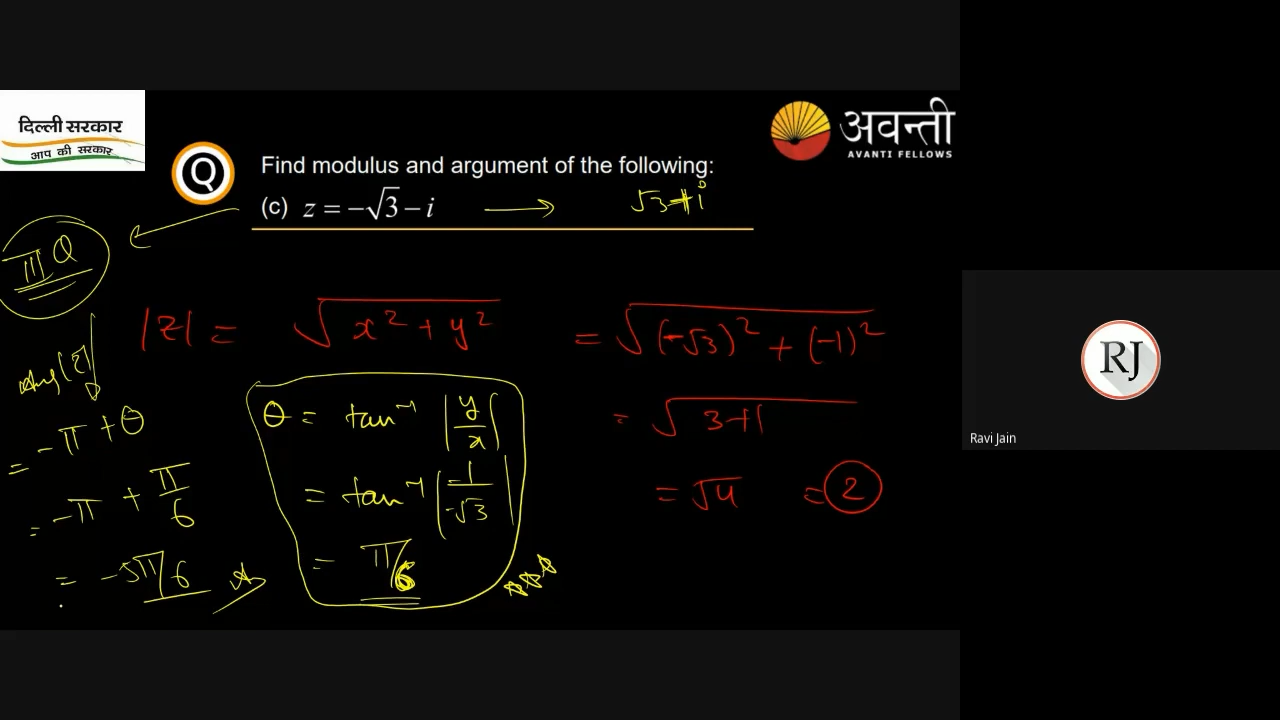 दिल्ली सरकार
आप की सरकार
अवन्ती
AVANTI FELLOWS
Q
Find modulus and argument of the following:
(c) z = -√3 - i → √3 + i
III Q
|z| = √(x² + y²) = √((-√3)² + (-1)²)
= √(3+1)
= √4 = 2
θ = tan⁻¹ |y/x|
= tan⁻¹ |-1/-√3|
= π/6
Arg(z)
= -π + θ
= -π + π/6
= -5π/6
RJ
Ravi Jain